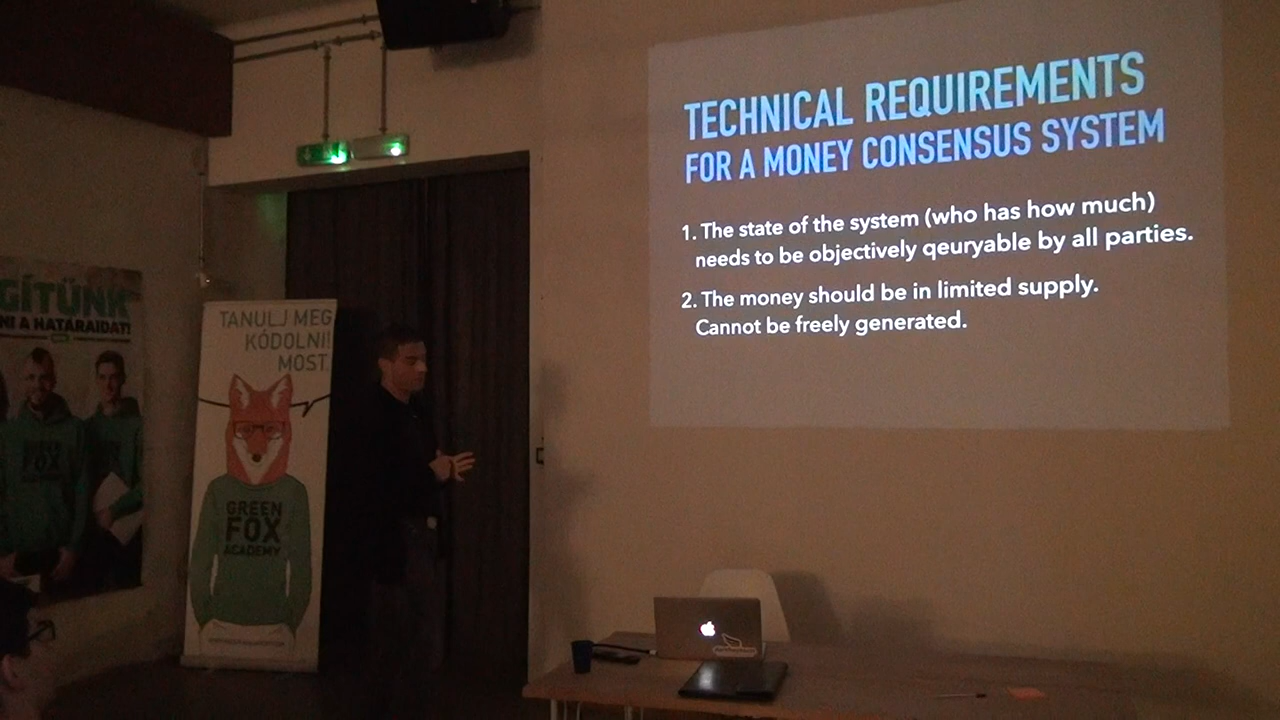 TECHNICAL REQUIREMENTS
FOR A MONEY CONSENSUS SYSTEM
1. The state of the system (who has how much)
needs to be objectively qeuryable by all parties.
2. The money should be in limited supply.
Cannot be freely generated.
GÍTÜNK
NI A HATÁRAIDAT!
GREEN
FOX
TANULJ MEG
KÓDOLNI!
MOST.
GREEN
FOX
ACADEMY